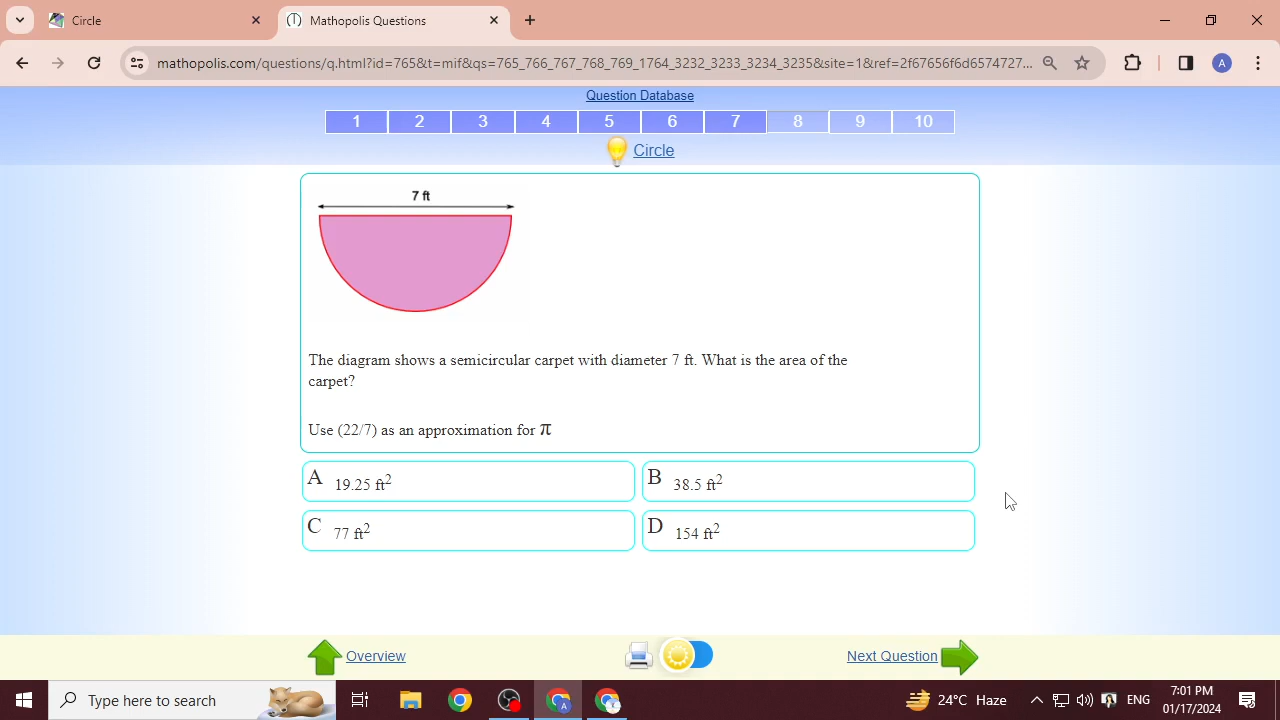 Circle
Mathopolis Questions
mathopolis.com/questions/q.html?id=765&t=mif&qs=765_766_767_768_769_1764_3232_3233_3234_3235&site=1&ref=2f67656f6d6574727...
A
Question Database
1 2 3 4 5 6 7 8 9 10
Circle
7 ft
The diagram shows a semicircular carpet with diameter 7 ft. What is the area of the
carpet?
Use (22/7) as an approximation for π
A 19.25 ft²
B 38.5 ft²
C 77 ft²
D 154 ft²
Overview
Next Question
Type here to search
24°C Haze
ENG
7:01 PM
01/17/2024